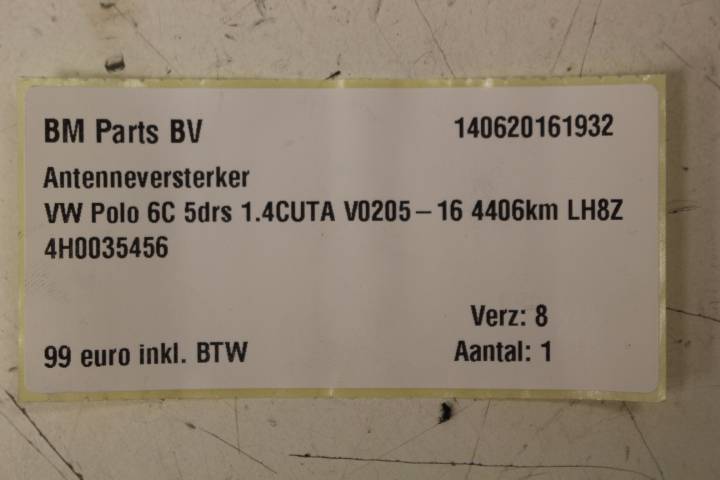 BM Parts BV 140620161932
Antenneversterker
VW Polo 6C 5drs 1.4CUTA V0205-16 4406km LH8Z
4H0035456
Verz: 8
99 euro inkl. BTW Aantal: 1